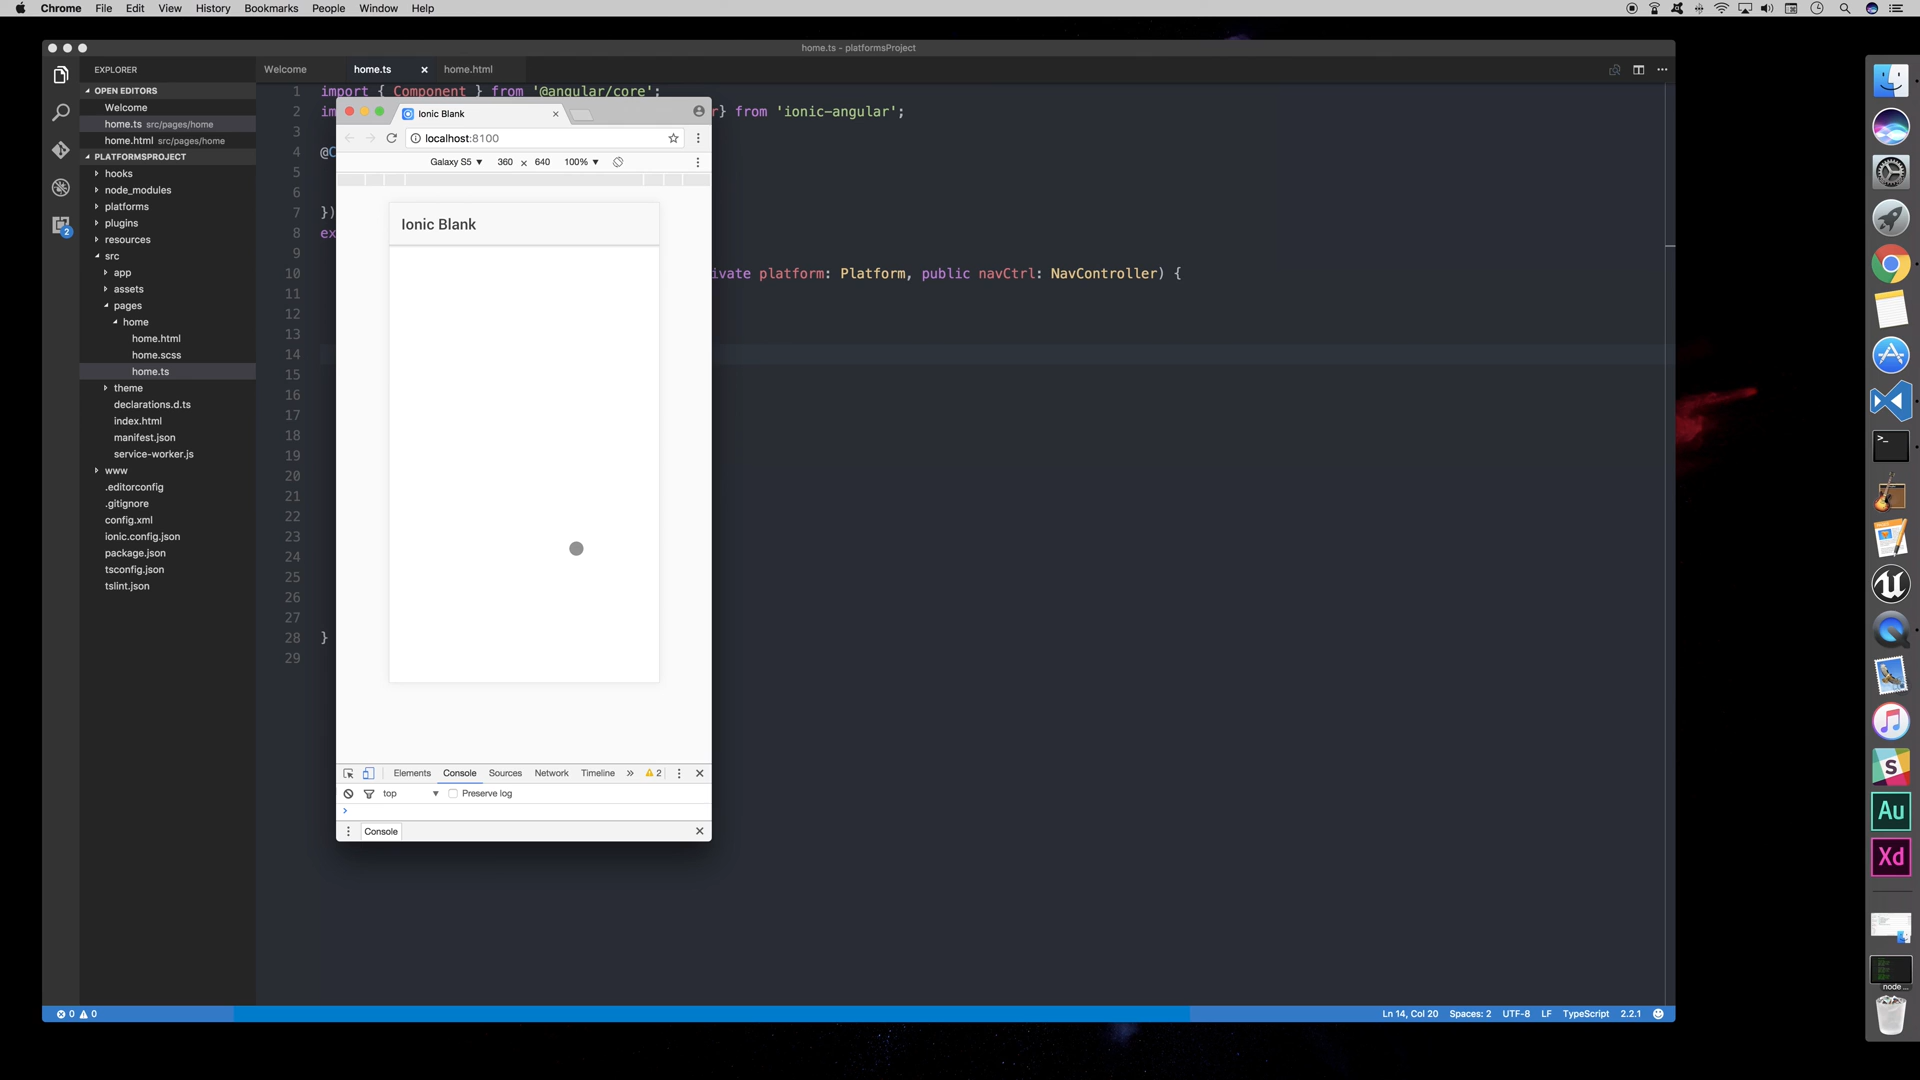 Chrome File Edit View History Bookmarks People Window Help
home.ts - platformsProject
EXPLORER
OPEN EDITORS
Welcome
home.ts src/pages/home
home.html src/pages/home
PLATFORMSPROJECT
hooks
node_modules
platforms
plugins
resources
src
app
assets
pages
home
home.html
home.scss
home.ts
theme
declarations.d.ts
index.html
manifest.json
service-worker.js
www
.editorconfig
.gitignore
config.xml
ionic.config.json
package.json
tsconfig.json
tslint.json
2
Welcome home.ts home.html
1 import { Component } from '@angular/core';
2 im r} from 'ionic-angular';
3
4 @C
5
6
7 })
8 ex
9
10 ivate platform: Platform, public navCtrl: NavController) {
11
12
13
14
15
16
17
18
19
20
21
22
23
24
25
26
27
28 }
29
Ionic Blank
localhost:8100
Galaxy S5 360 × 640 100%
Ionic Blank
Elements Console Sources Network Timeline » 2
top Preserve log
>
Console
0 0 Ln 14, Col 20 Spaces: 2 UTF-8 LF TypeScript 2.2.1
>_
S
Au
Xd
node ...